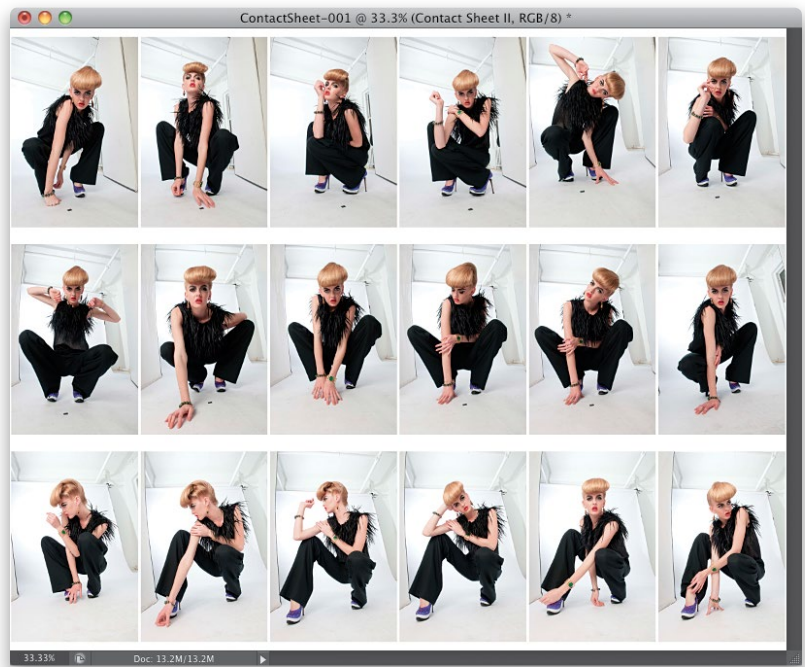 ContactSheet-001 @ 33.3% (Contact Sheet II, RGB/8) *
33.33%
Doc: 13.2M/13.2M